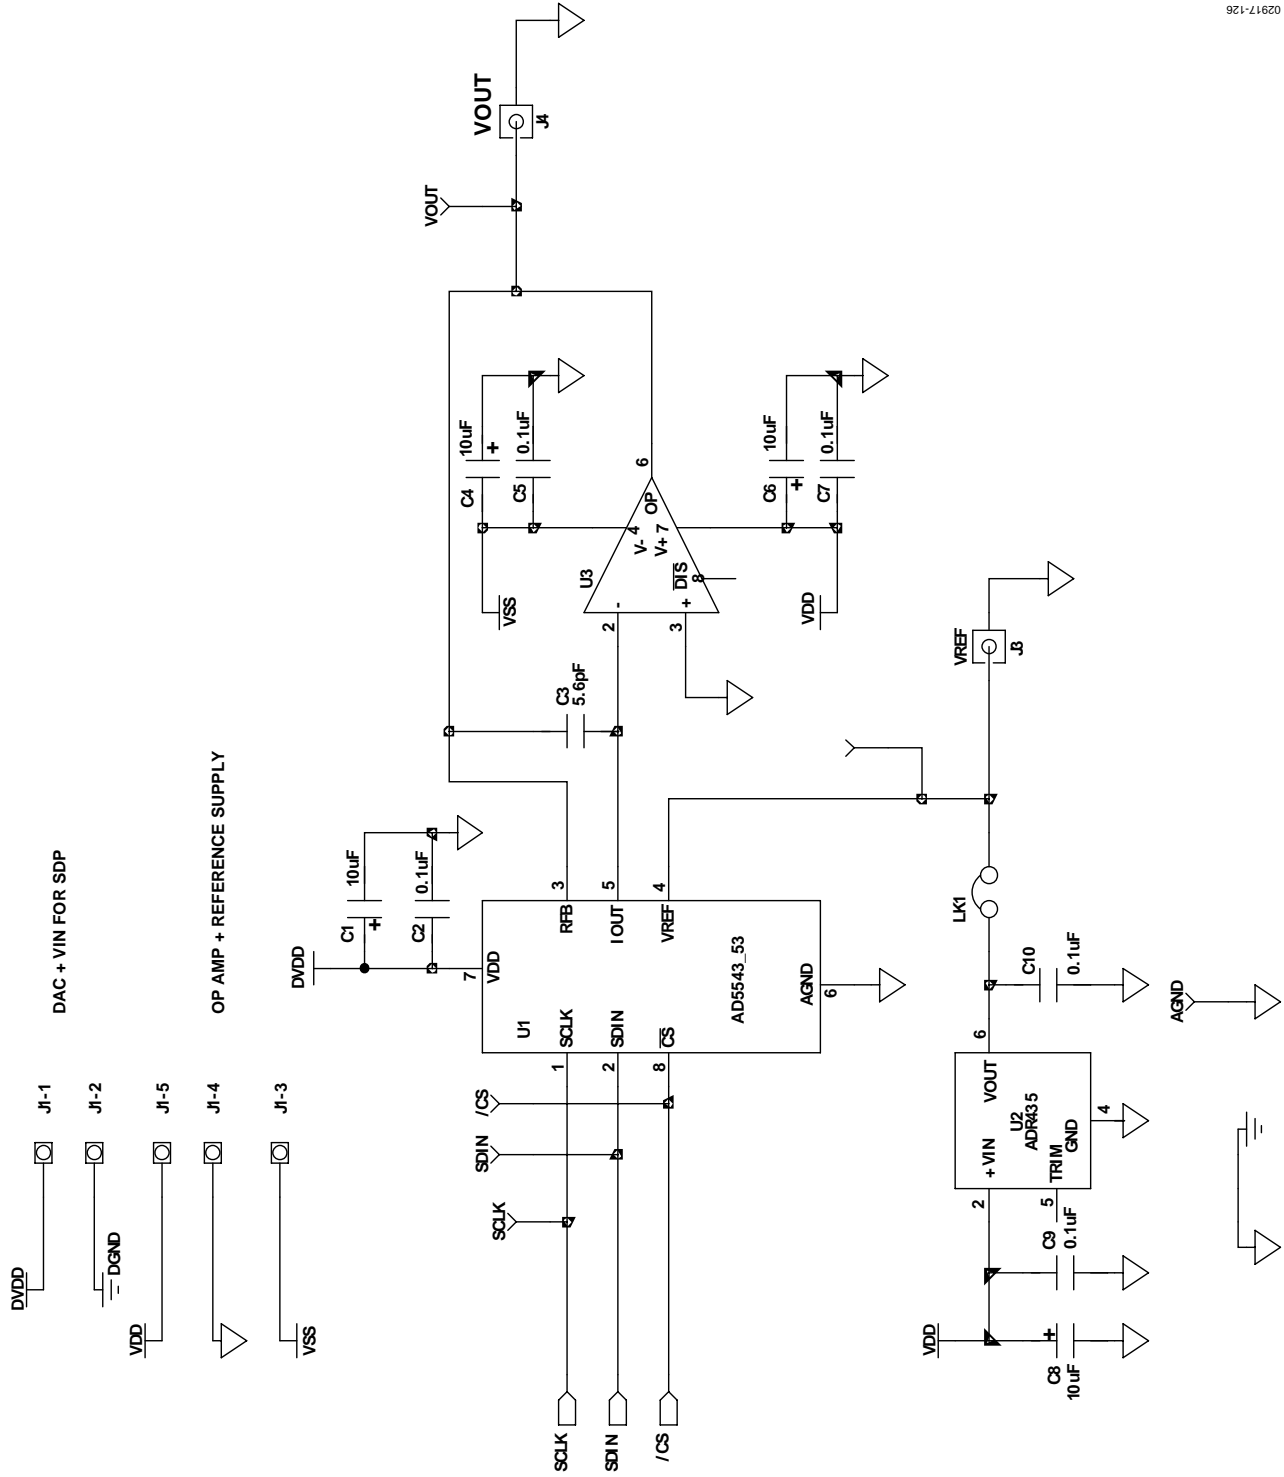 DAC + VIN FOR SDP
OP AMP + REFERENCE SUPPLY
DVDD
J1-1
DGND
J1-2
VDD
J1-5
J1-4
VSS
J1-3
DVDD
C1
10uF
+
C2
0.1uF
7
VDD
U1
SCLK
SDIN
CS
RFB
IOUT
VREF
AD5543_53
AGND
6
1
2
8
3
5
4
SCLK
SDIN
/CS
SCLK
SDIN
/CS
C3
5.6pF
U3
2
-
3
+
V-
4
V+
7
DIS
8
OP
6
VSS
C4
10uF
+
C5
0.1uF
VDD
C6
10uF
+
C7
0.1uF
VOUT
VOUT
J4
VREF
J3
LK1
C10
0.1uF
VDD
C8
10uF
+
C9
0.1uF
2
+VIN
5
TRIM
U2
ADR435
GND
4
VOUT
6
AGND
02917-126